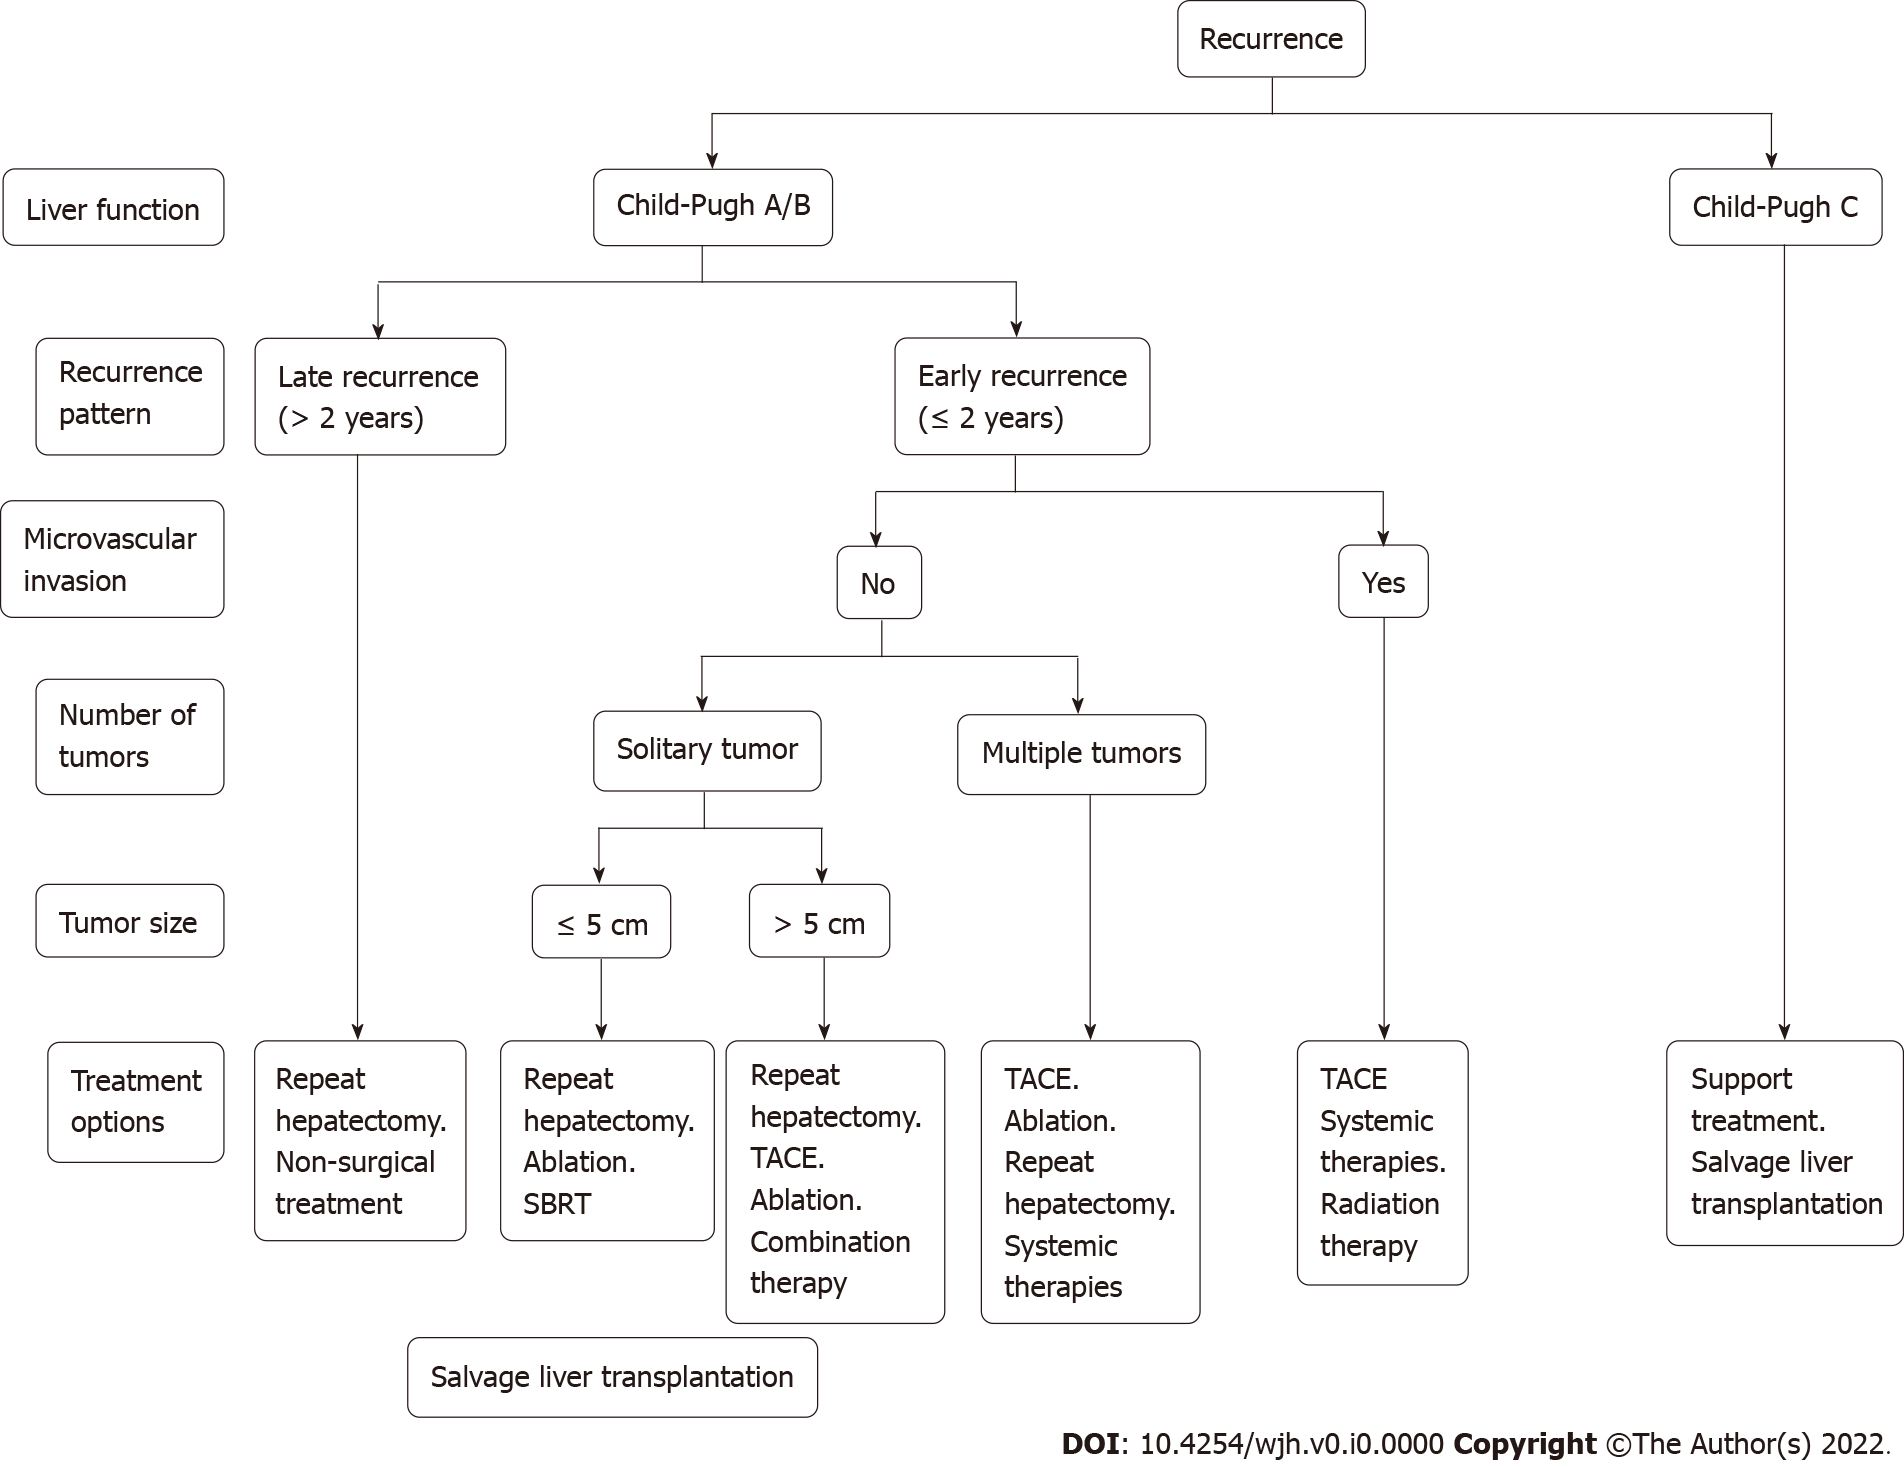 Recurrence
Liver function
Child-Pugh A/B
Child-Pugh C
Recurrence
pattern
Late recurrence
(> 2 years)
Early recurrence
(≤ 2 years)
Microvascular
invasion
No
Yes
Number of
tumors
Solitary tumor
Multiple tumors
Tumor size
≤ 5 cm
> 5 cm
Treatment
options
Repeat
hepatectomy.
Non-surgical
treatment
Repeat
hepatectomy.
Ablation.
SBRT
Repeat
hepatectomy.
TACE.
Ablation.
Combination
therapy
TACE.
Ablation.
Repeat
hepatectomy.
Systemic
therapies
TACE
Systemic
therapies.
Radiation
therapy
Support
treatment.
Salvage liver
transplantation
Salvage liver transplantation
DOI: 10.4254/wjh.v0.i0.0000 Copyright ©The Author(s) 2022.